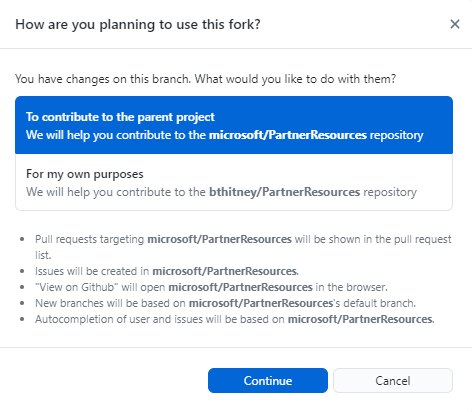 How are you planning to use this fork?
You have changes on this branch. What would you like to do with them?
To contribute to the parent project
We will help you contribute to the microsoft/PartnerResources repository
For my own purposes
We will help you contribute to the bthitney/PartnerResources repository
• Pull requests targeting microsoft/PartnerResources will be shown in the pull request
list.
• Issues will be created in microsoft/PartnerResources.
• "View on Github" will open microsoft/PartnerResources in the browser.
• New branches will be based on microsoft/PartnerResources's default branch.
• Autocompletion of user and issues will be based on microsoft/PartnerResources.
Continue
Cancel